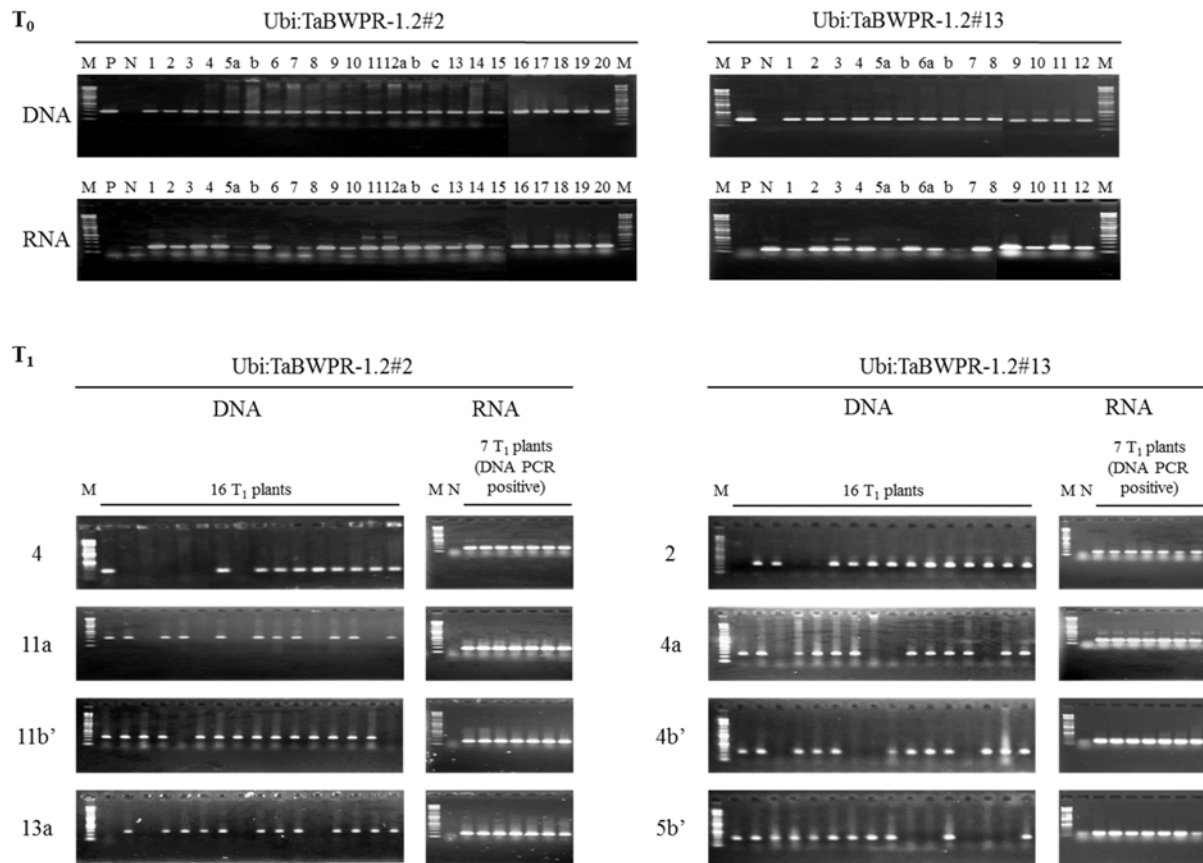 T0
Ubi:TaBWPR-1.2#2
Ubi:TaBWPR-1.2#13
M P N 1 2 3 4 5a b 6 7 8 9 10 11 12a b c 13 14 15 16 17 18 19 20 M
M P N 1 2 3 4 5a b 6a b 7 8 9 10 11 12 M
DNA
M P N 1 2 3 4 5a b 6 7 8 9 10 11 12a b c 13 14 15 16 17 18 19 20 M
M P N 1 2 3 4 5a b 6a b 7 8 9 10 11 12 M
RNA
T1
Ubi:TaBWPR-1.2#2
Ubi:TaBWPR-1.2#13
DNA RNA
DNA RNA
7 T1 plants
(DNA PCR
positive)
7 T1 plants
(DNA PCR
positive)
M 16 T1 plants M N
M 16 T1 plants M N
4
2
11a
4a
11b’
4b’
13a
5b’